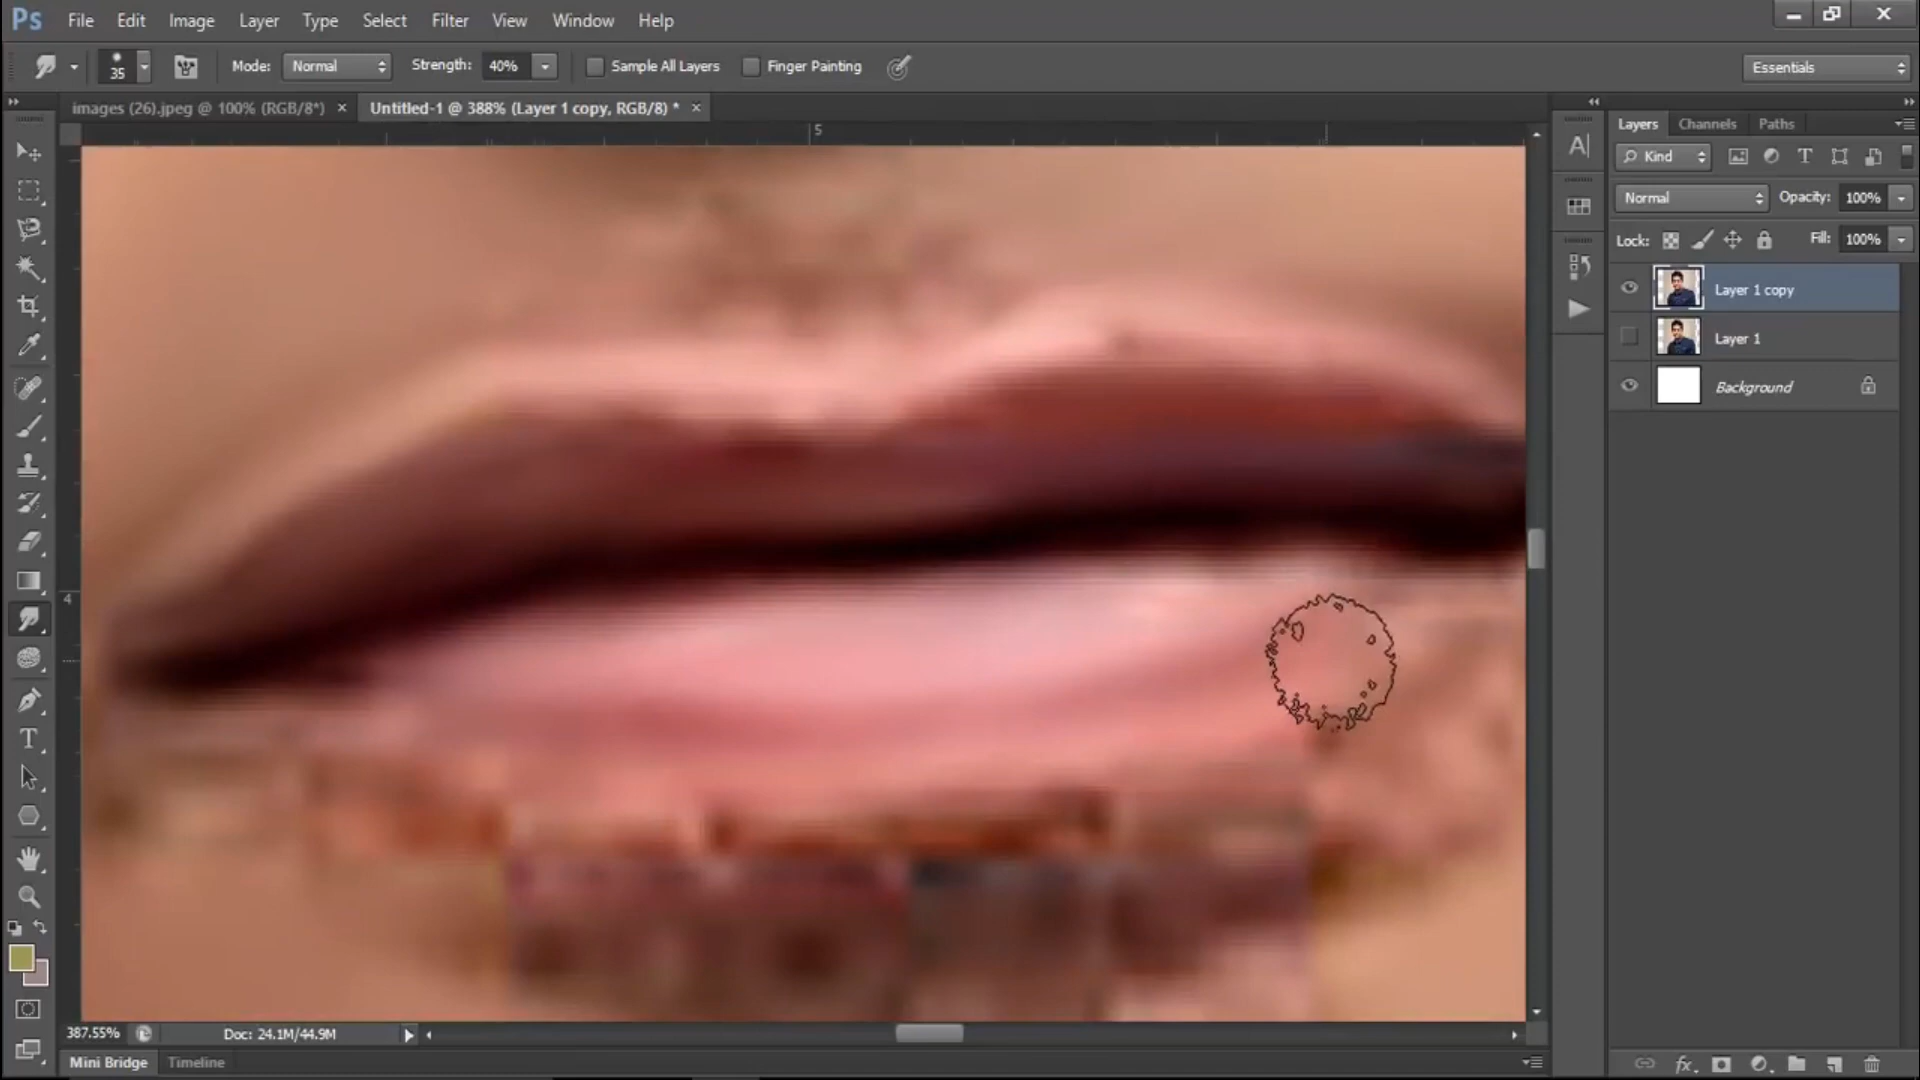 Ps File Edit Image Layer Type Select Filter View Window Help
35 Mode: Normal Strength: 40% Sample All Layers Finger Painting Essentials
images (26).jpeg @ 100% (RGB/8*) × Untitled-1 @ 388% (Layer 1 copy, RGB/8) * ×
Layers Channels Paths
5
Kind
Normal Opacity: 100%
Lock: Fill: 100%
Layer 1 copy
Layer 1
Background
4
387.55% Doc: 24.1M/44.9M
Mini Bridge Timeline